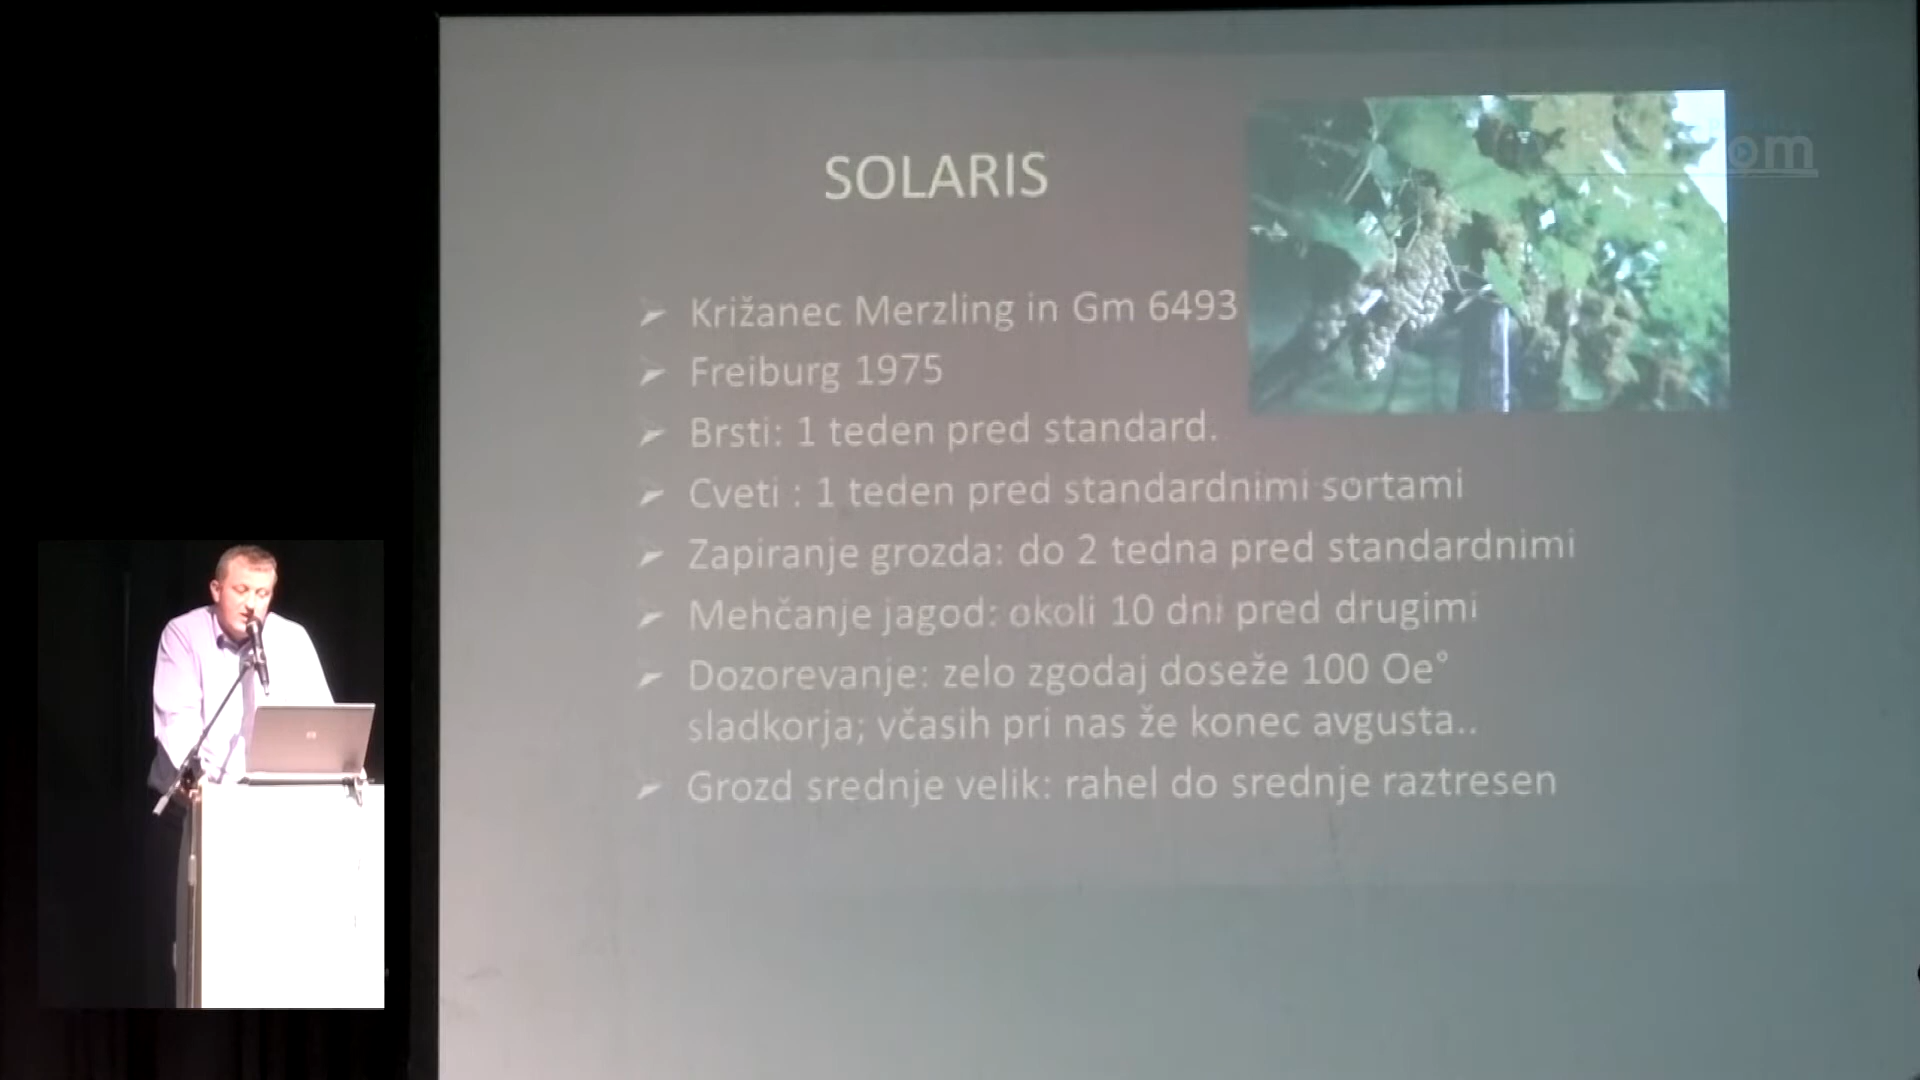 SOLARIS
Križanec Merzling in Gm 6493
Freiburg 1975
Brsti: 1 teden pred standard.
Cveti : 1 teden pred standardnimi sortami
Zapiranje grozda: do 2 tedna pred standardnimi
Mehčanje jagod: okoli 10 dni pred drugimi
Dozorevanje: zelo zgodaj doseže 100 Oe°
sladkorja; včasih pri nas že konec avgusta..
Grozd srednje velik: rahel do srednje raztresen